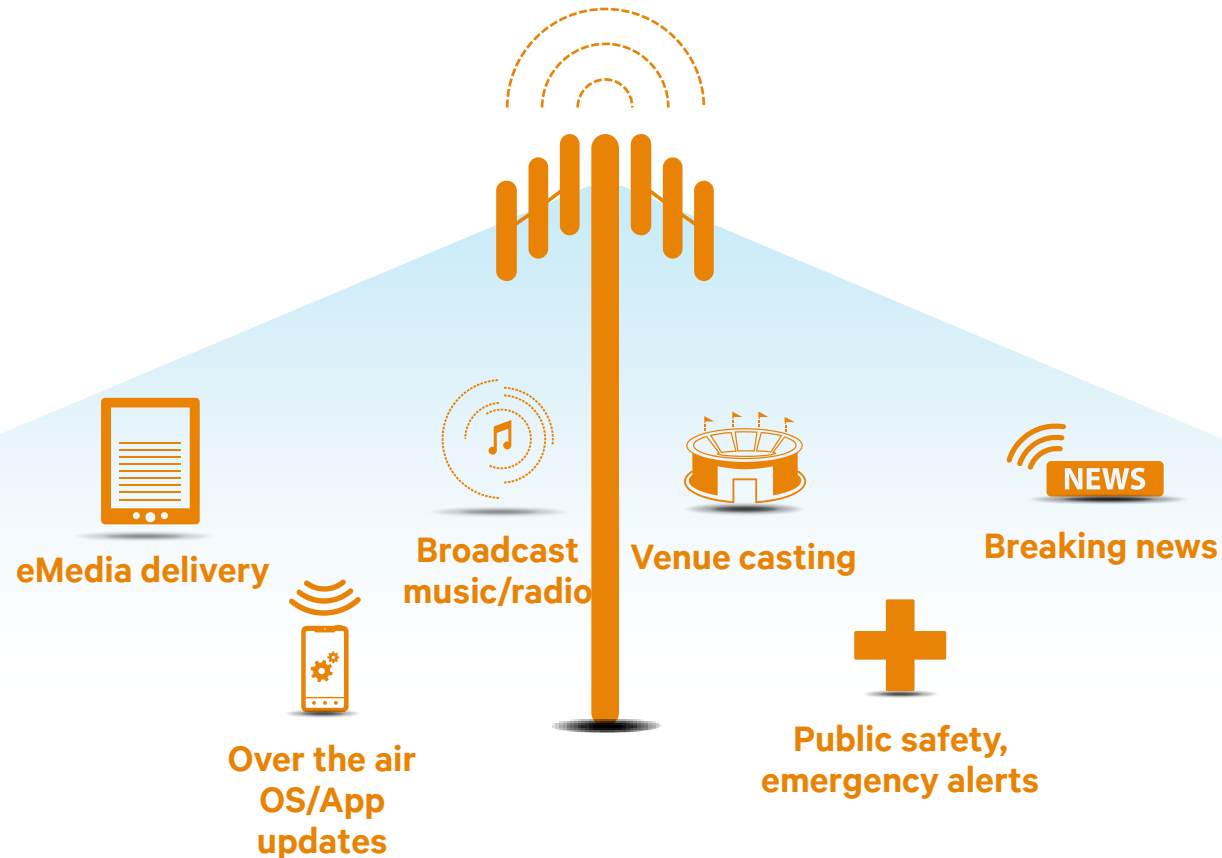 NEWS
eMedia delivery
Broadcast
music/radio
Venue casting
Breaking news
Over the air
OS/App
updates
Public safety,
emergency alerts